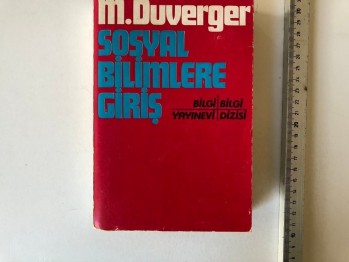 M.Duverger
SOSYAL
BİLİMLERE
GİRİŞ
BİLGİ BİLGİ
YAYINEVİ DİZİSİ